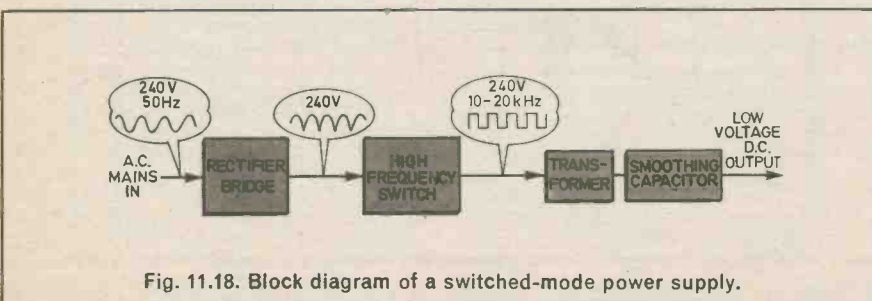 240V
50Hz
240V
240V
10-20kHz
A.C.
MAINS
IN
RECTIFIER
BRIDGE
HIGH
FREQUENCY
SWITCH
TRANS-
FORMER
SMOOTHING
CAPACITOR
LOW
VOLTAGE
D.C.
OUTPUT
Fig. 11.18. Block diagram of a switched-mode power supply.